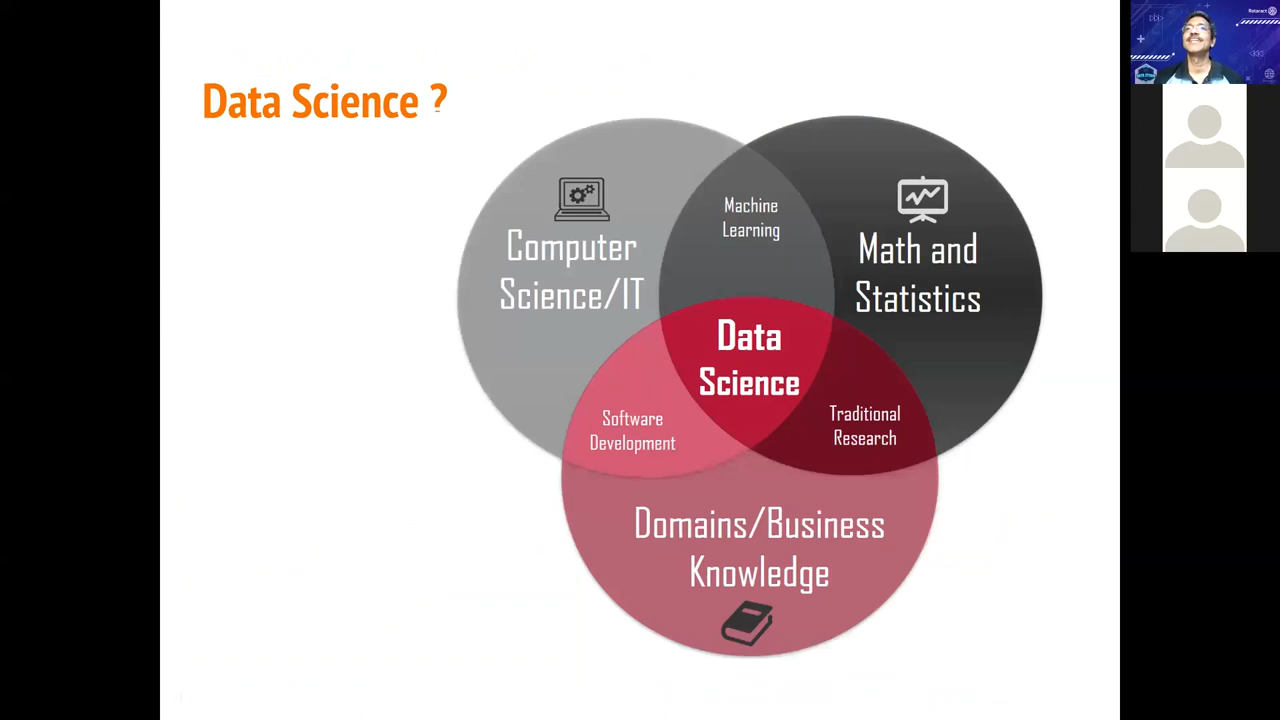 Data Science ?
Computer
Science/IT
Machine
Learning
Math and
Statistics
Data
Science
Software
Development
Traditional
Research
Domains/Business
Knowledge
Rotaract